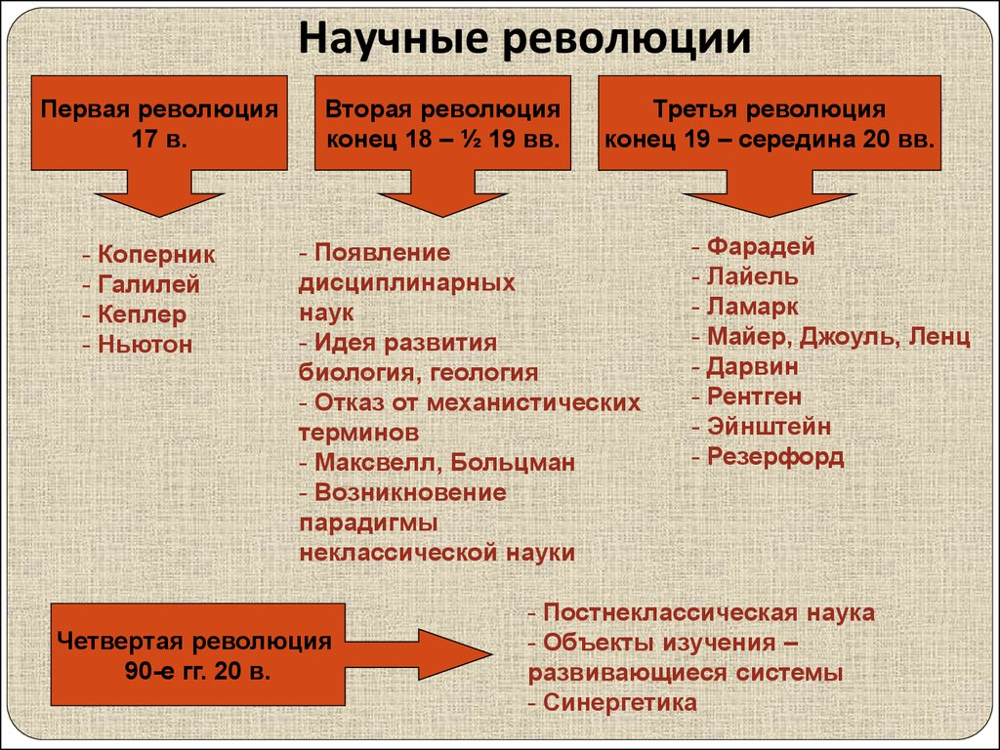 Научные революции
Первая революция
17 в.
Вторая революция
конец 18 – ½ 19 вв.
Третья революция
конец 19 – середина 20 вв.
- Коперник
- Галилей
- Кеплер
- Ньютон
- Появление
дисциплинарных
наук
- Идея развития
биология, геология
- Отказ от механистических
терминов
- Максвелл, Больцман
- Возникновение
парадигмы
неклассической науки
- Фарадей
- Лайель
- Ламарк
- Майер, Джоуль, Ленц
- Дарвин
- Рентген
- Эйнштейн
- Резерфорд
Четвертая революция
90-е гг. 20 в.
- Постнеклассическая наука
- Объекты изучения –
развивающиеся системы
- Синергетика